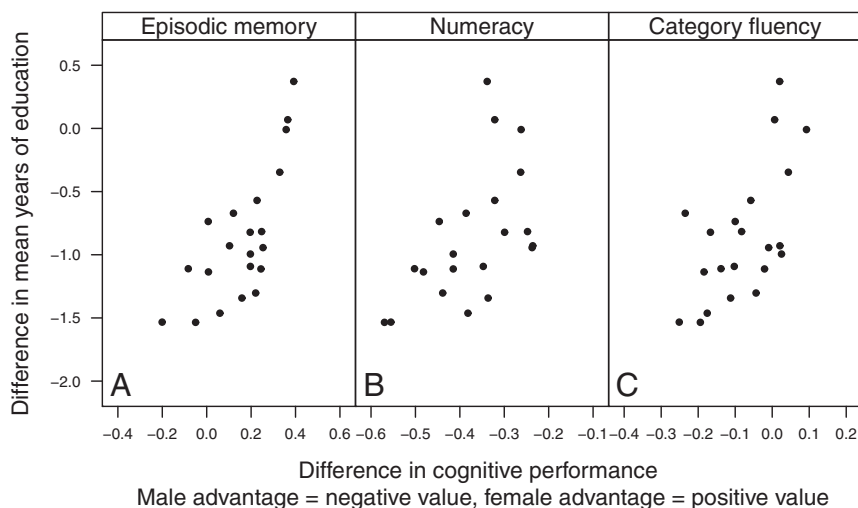 Episodic memory Numeracy Category fluency
Difference in mean years of education
0.5
0.0
−0.5
−1.0
−1.5
−2.0
A B C
−0.4 −0.2 0.0 0.2 0.4 0.6 −0.6 −0.5 −0.4 −0.3 −0.2 −0.1 −0.4 −0.3 −0.2 −0.1 0.0 0.1 0.2
Difference in cognitive performance
Male advantage = negative value, female advantage = positive value